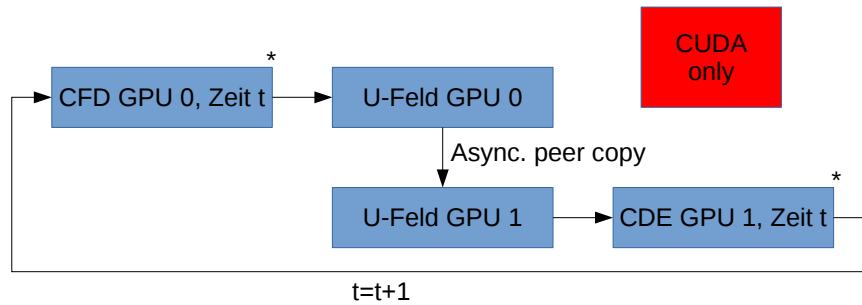 CUDA
only
*
CFD GPU 0, Zeit t
U-Feld GPU 0
Async. peer copy
*
U-Feld GPU 1
CDE GPU 1, Zeit t
t=t+1